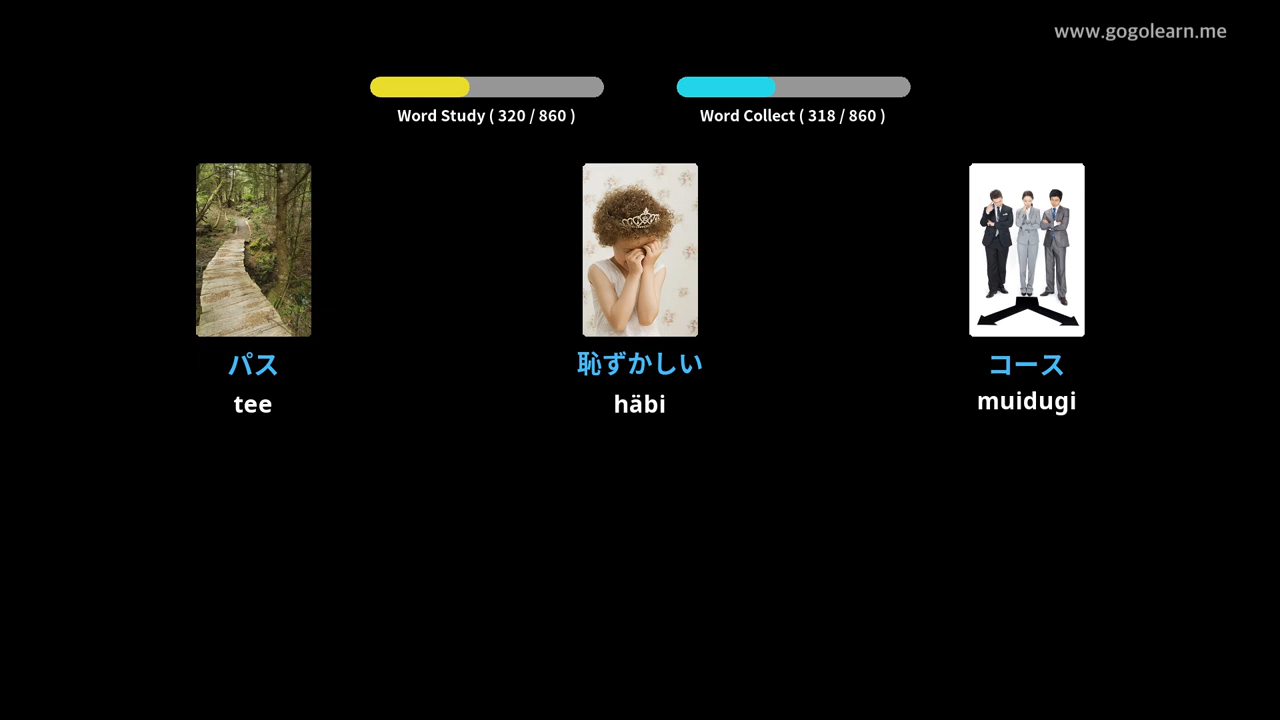 www.gogolearn.me
Word Study ( 320 / 860 )
Word Collect ( 318 / 860 )
パス
tee
恥ずかしい
häbi
コース
muidugi